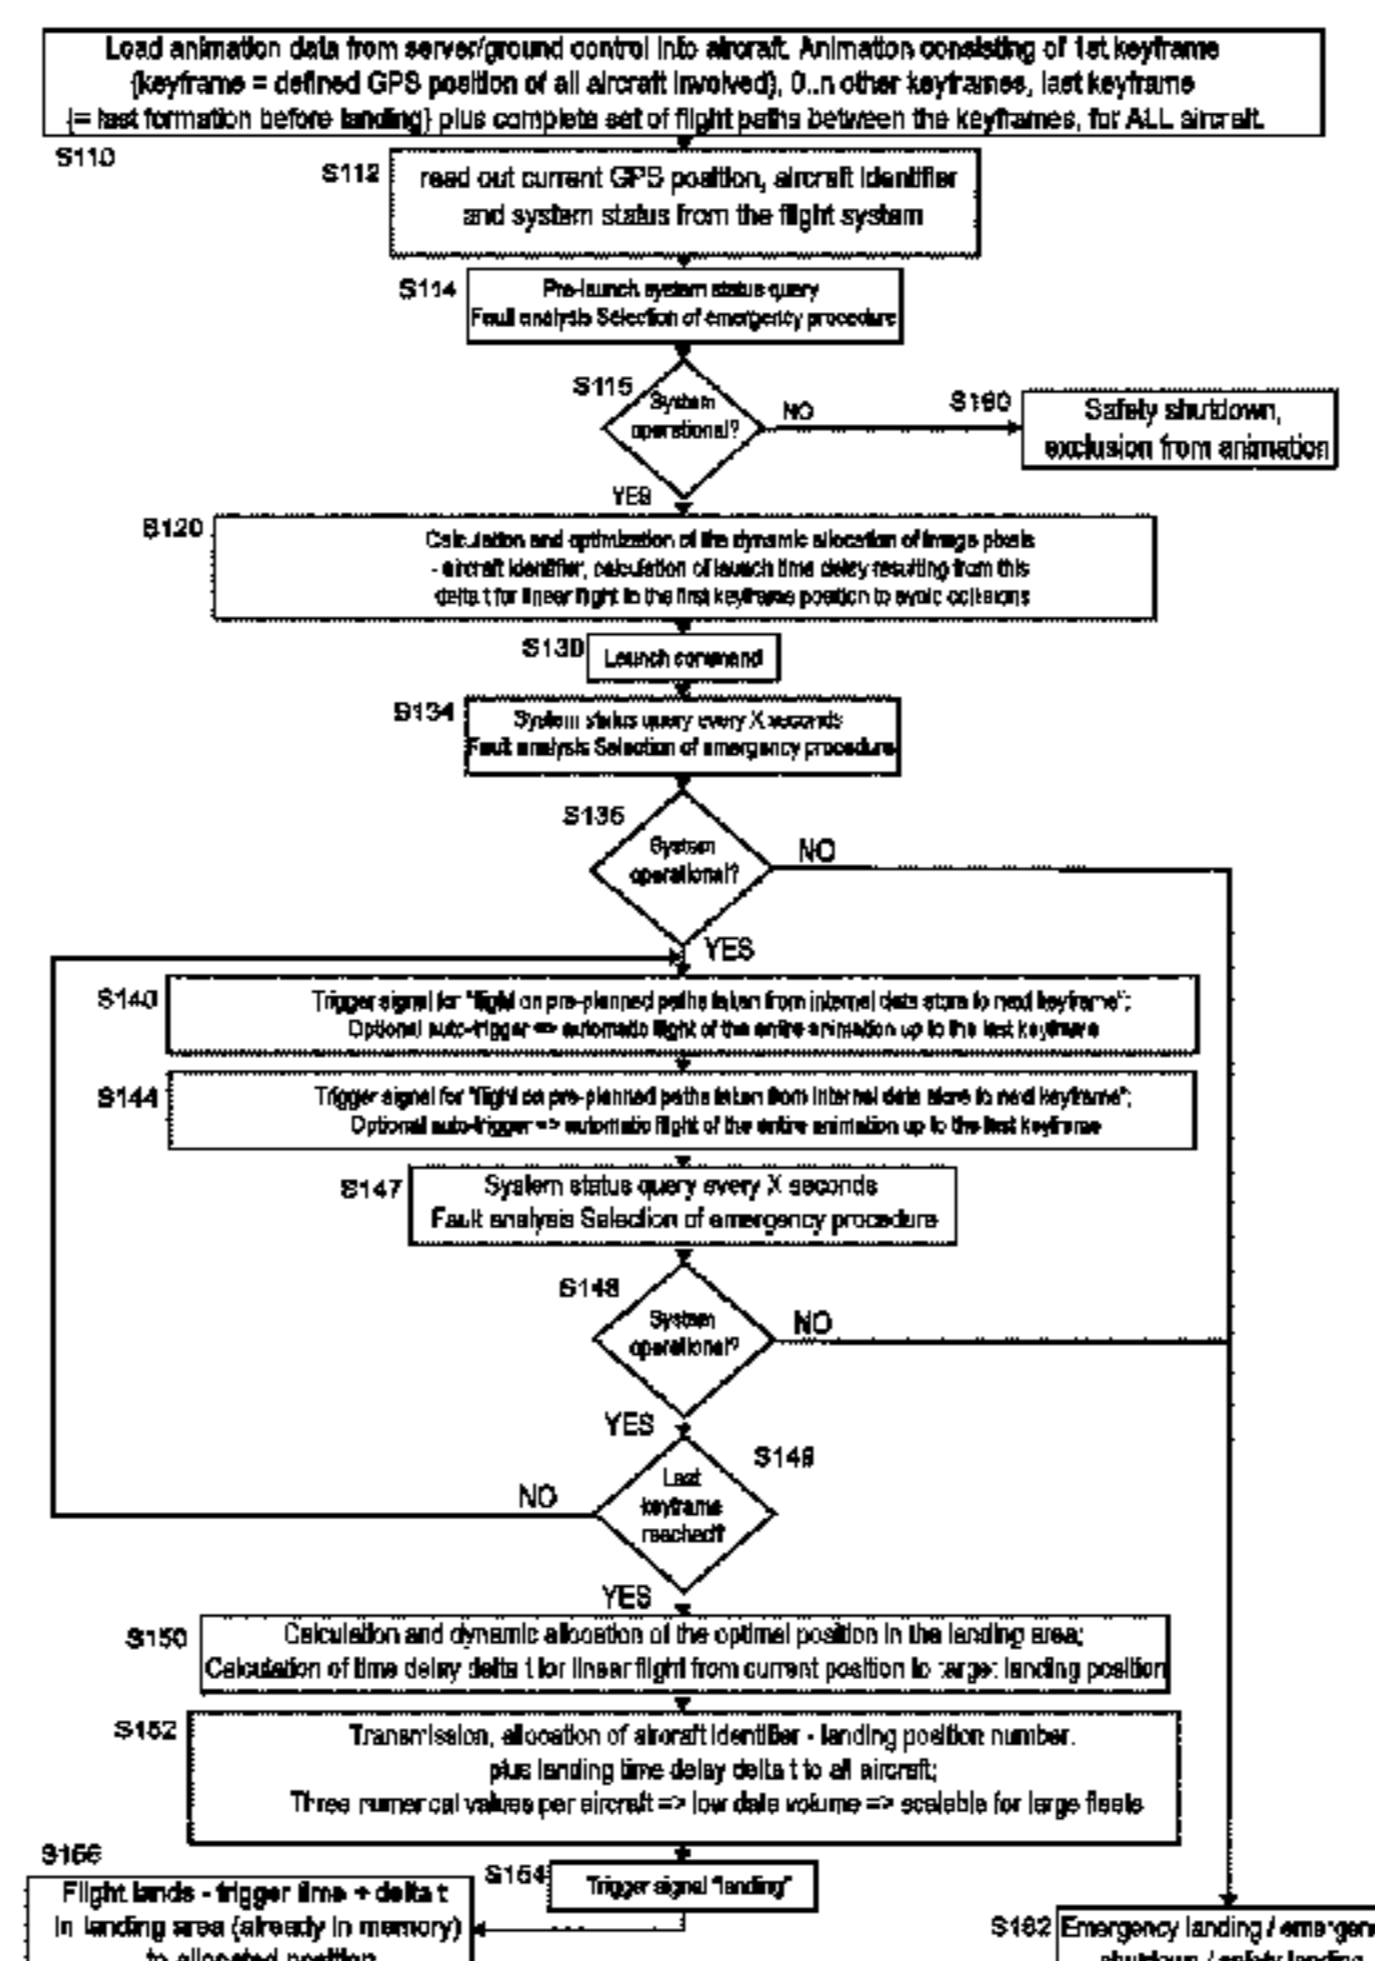 Load animation data from server/ground control into aircraft. Animation consisting of 1st keyframe
(keyframe = defined GPS position of all aircraft involved), 0..n other keyframes, last keyframe
(= last formation before landing) plus complete set of flight paths between the keyframes, for ALL aircraft.
S110
S112
read out current GPS position, aircraft identifier
and system status from the flight system
S114
Pre-launch system status query
Fault analysis Selection of emergency procedure
S115
System
operational?
NO
S160
Safety shutdown,
exclusion from animation
YES
S120
Calculation and optimization of the dynamic allocation of image pixels
- aircraft identifier, calculation of launch time delay resulting from this
delta t for linear flight to the first keyframe position to avoid collisions
S130
Launch command
S134
System status query every X seconds
Fault analysis Selection of emergency procedure
S135
System
operational?
NO
YES
S140
Trigger signal for "flight on pre-planned paths taken from internal data store to next keyframe";
Optional auto-trigger => automatic flight of the entire animation up to the last keyframe
S144
Trigger signal for "flight on pre-planned paths taken from internal data store to next keyframe";
Optional auto-trigger => automatic flight of the entire animation up to the last keyframe
S147
System status query every X seconds
Fault analysis Selection of emergency procedure
S148
System
operational?
NO
YES
S149
Last
keyframe
reached?
NO
YES
S150
Calculation and dynamic allocation of the optimal position in the landing area;
Calculation of time delay delta t for linear flight from current position to target landing position
S152
Transmission, allocation of aircraft identifier - landing position number.
plus landing time delay delta t to all aircraft;
Three numerical values per aircraft => low data volume => scalable for large fleets
S156
S154
Trigger signal "landing"
Flight lands - trigger time + delta t
in landing area (already in memory)
to allocated position
S162
Emergency landing / emergenc
shutdown / safety landing